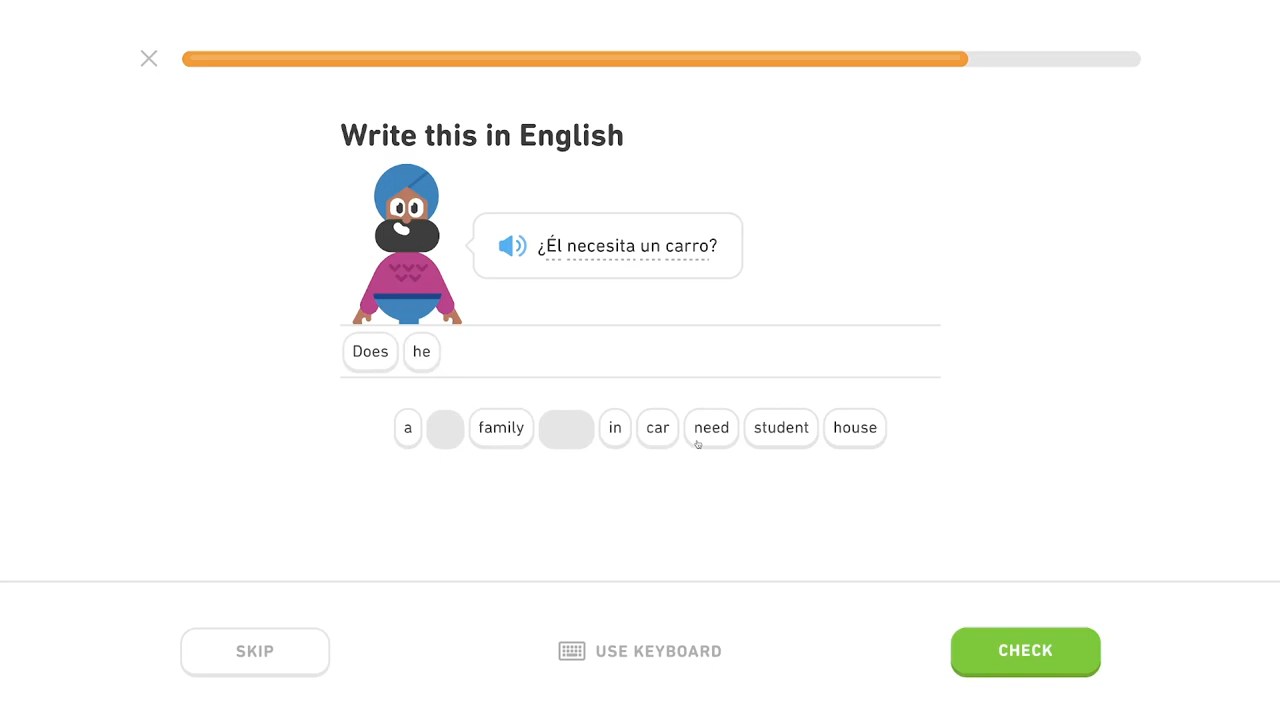 Write this in English
¿Él necesita un carro?
Does he
a family in car need student house
SKIP USE KEYBOARD CHECK